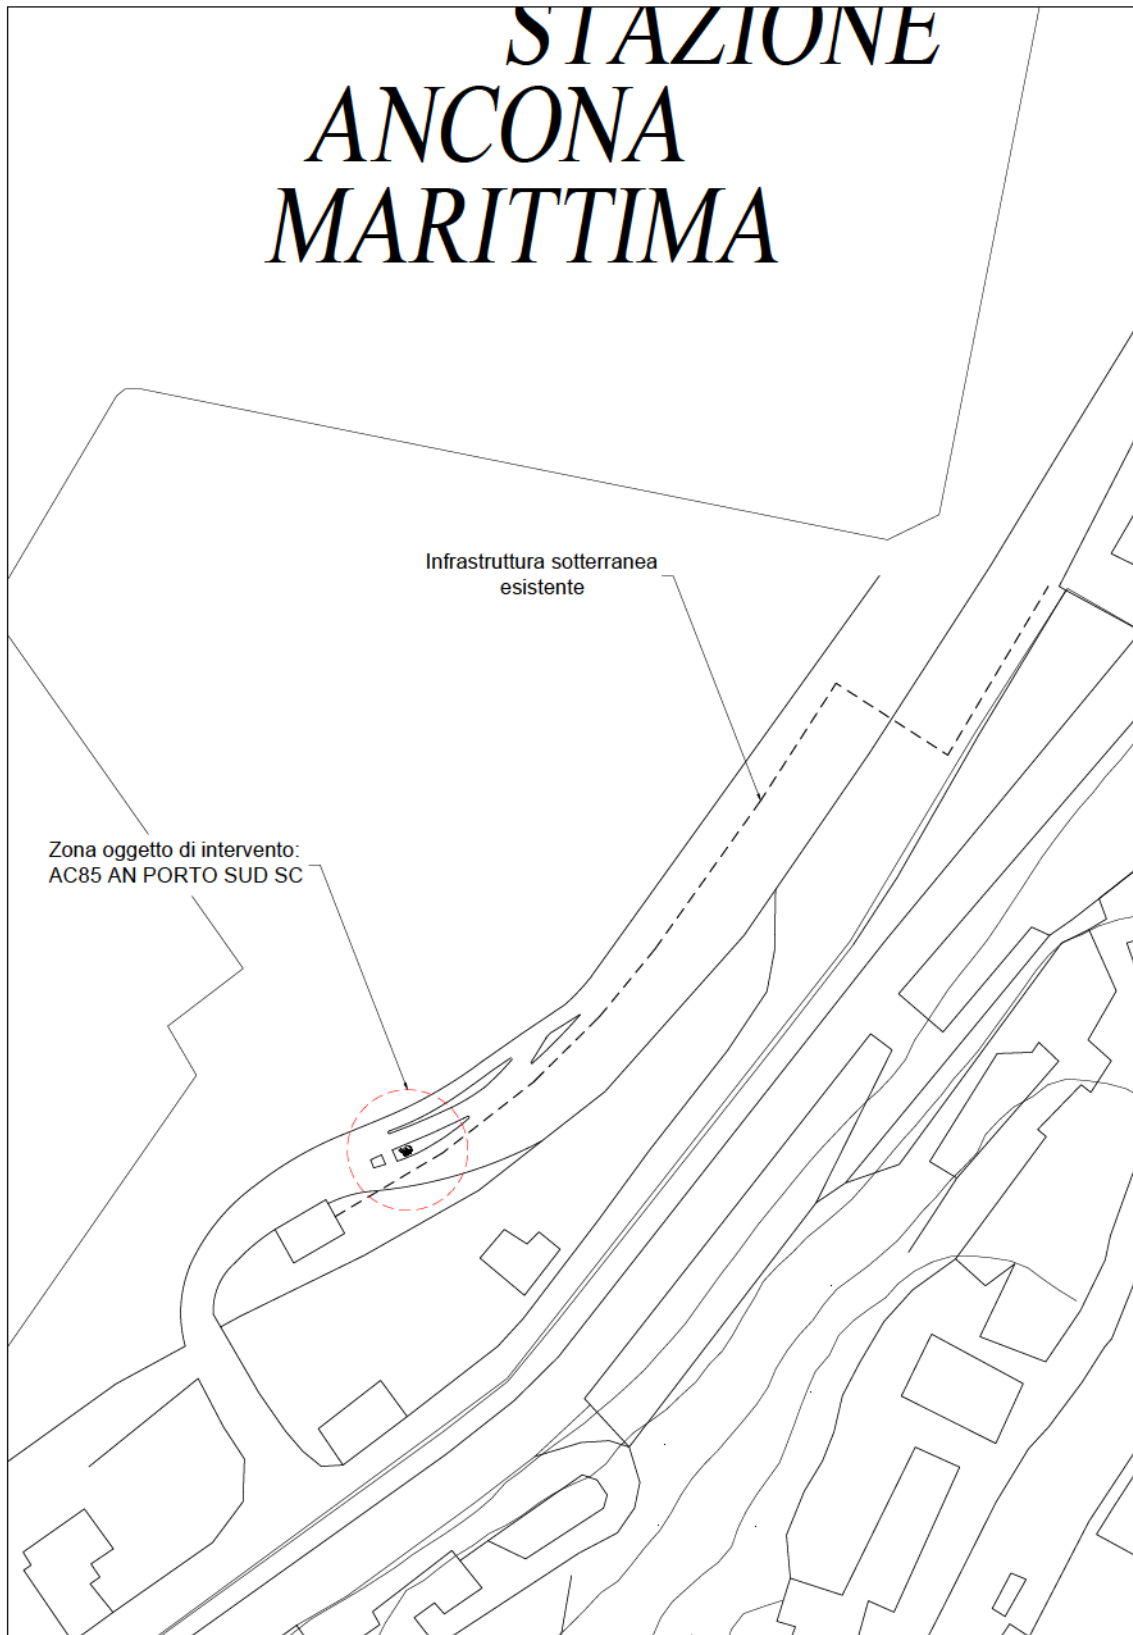 STAZIONE
ANCONA
MARITTIMA
Infrastruttura sotterranea
esistente
Zona oggetto di intervento:
AC85 AN PORTO SUD SC